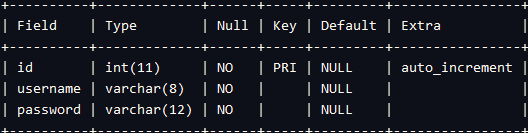 +----------+-------------+------+-----+---------+----------------+
| Field | Type | Null | Key | Default | Extra |
+----------+-------------+------+-----+---------+----------------+
| id | int(11) | NO | PRI | NULL | auto_increment |
| username | varchar(8) | NO | | NULL | |
| password | varchar(12) | NO | | NULL | |
+----------+-------------+------+-----+---------+----------------+